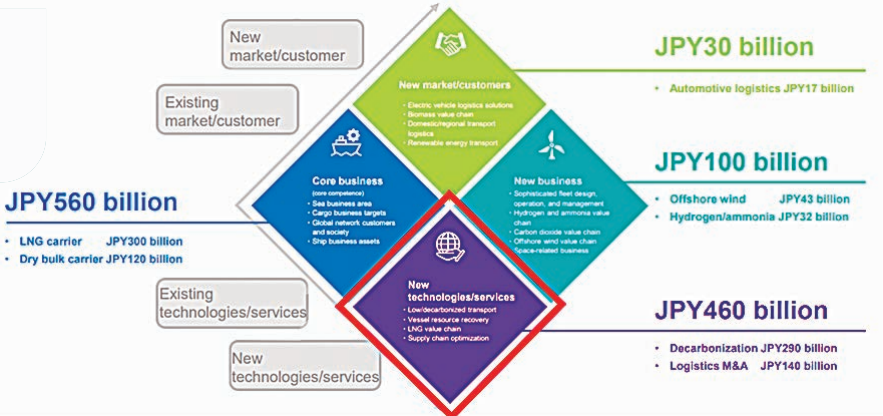 New
market/customer
Existing
market/customer
New market/customers
• Electric vehicle logistics solutions
• Biomass value chain
• Domestic/regional transport
logistics
• Renewable energy transport
JPY30 billion
• Automotive logistics JPY17 billion
Core business
(core competence)
• Sea business area
• Cargo business targets
• Global network customers
and society
• Ship business assets
JPY560 billion
• LNG carrier JPY300 billion
• Dry bulk carrier JPY120 billion
New business
• Sophisticated fleet design,
operation, and management
• Hydrogen and ammonia value
chain
• Carbon dioxide value chain
• Offshore wind value chain
• Space-related business
JPY100 billion
• Offshore wind JPY43 billion
• Hydrogen/ammonia JPY32 billion
Existing
technologies/services
New
technologies/services
New
technologies/services
• Low/decarbonized transport
• Vessel resource recovery
• LNG value chain
• Supply chain optimization
JPY460 billion
• Decarbonization JPY290 billion
• Logistics M&A JPY140 billion